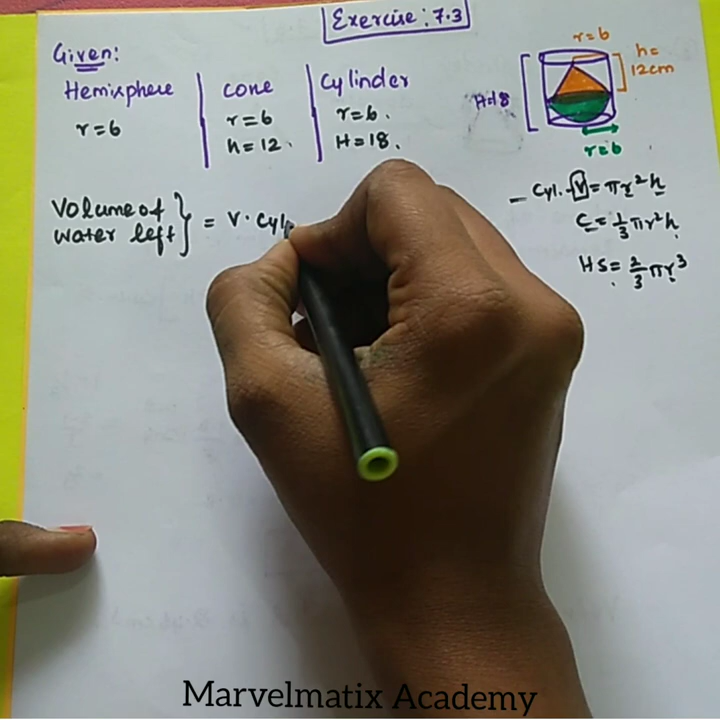 Exercise: 7.3
Given:
Hemisphere
cone
Cylinder
r=6
r=6
r=6.
h=12.
H=18.
r=6
h=
12cm
H=18
r=6
Volume of
water left } = V. Cyl
Cyl. V = πr²h
C = 1/3 πr²h
HS = 2/3 πr³
Marvelmatix Academy